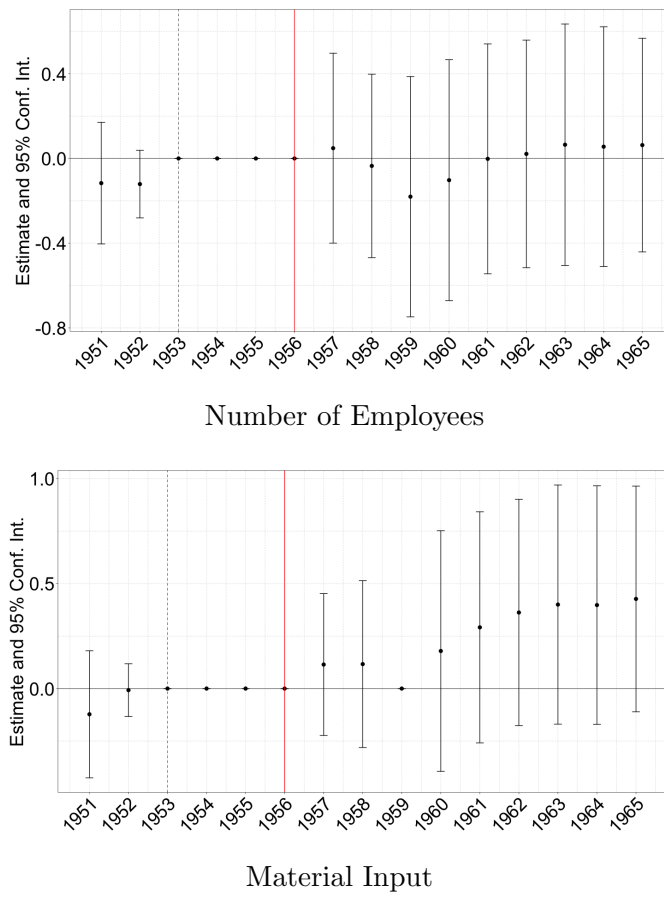 Estimate and 95% Conf. Int.
0.4
0.0
-0.4
-0.8
1951 1952 1953 1954 1955 1956 1957 1958 1959 1960 1961 1962 1963 1964 1965
Number of Employees
Estimate and 95% Conf. Int.
1.0
0.5
0.0
1951 1952 1953 1954 1955 1956 1957 1958 1959 1960 1961 1962 1963 1964 1965
Material Input